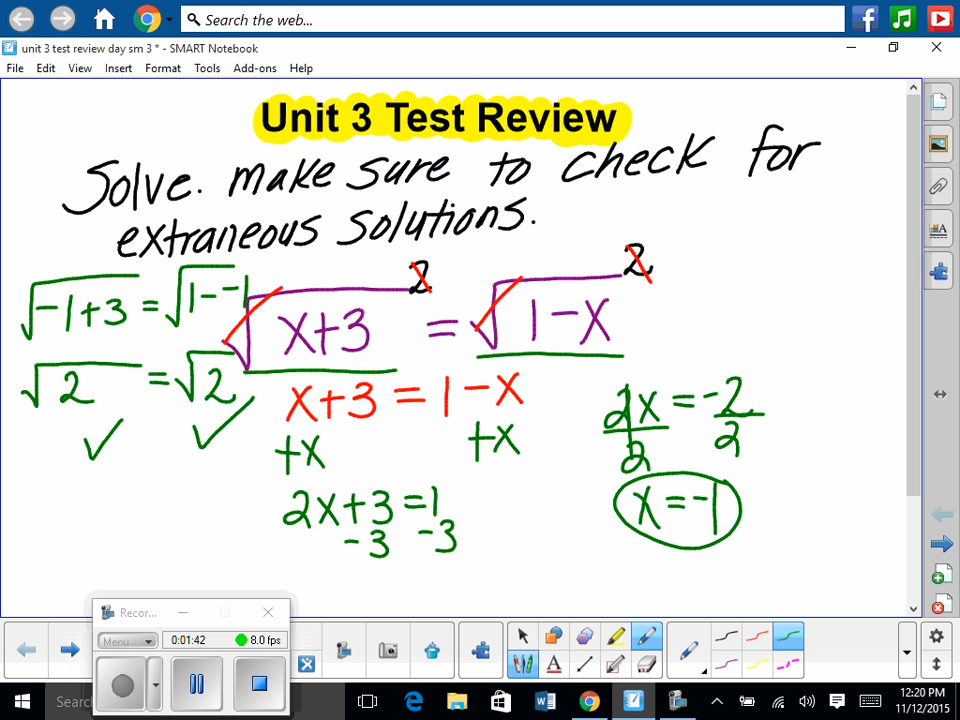 Search the web...
unit 3 test review day sm 3 * - SMART Notebook
File Edit View Insert Format Tools Add-ons Help
Unit 3 Test Review
Solve. make sure to check for
extraneous solutions.
√-1+3 = √1--1
√2 = √2
✓ ✓
√x+3 ² = √1-x ²
x+3 = 1-x
+x +x
2x+3 = 1
-3 -3
2x = -2
2 2
x = -1
Recor...
Menu 0:01:42 8.0 fps
A
Search
12:20 PM
11/12/2015